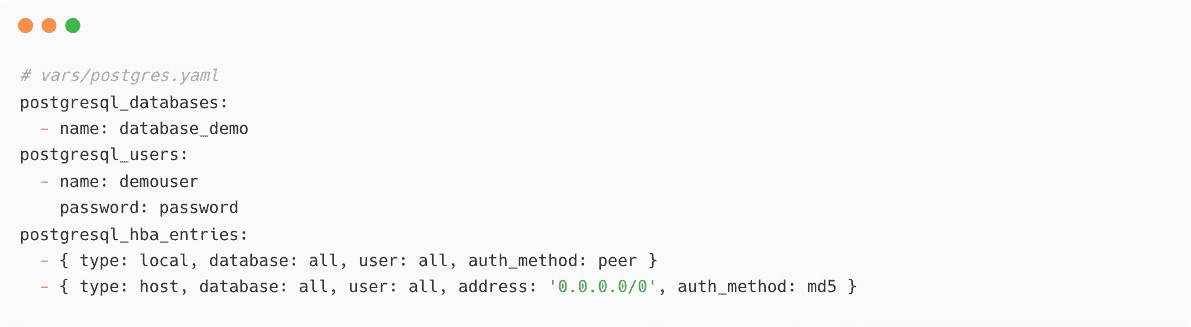 # vars/postgres.yaml
postgresql_databases:
  - name: database_demo
postgresql_users:
  - name: demouser
    password: password
postgresql_hba_entries:
  - { type: local, database: all, user: all, auth_method: peer }
  - { type: host, database: all, user: all, address: '0.0.0.0/0', auth_method: md5 }